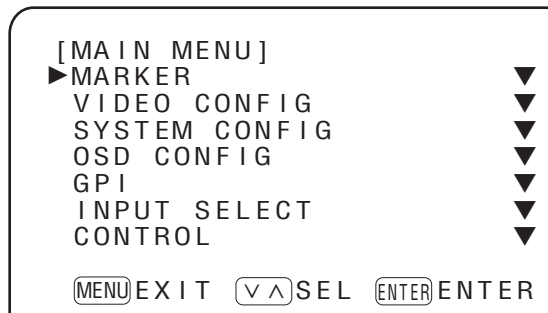 [MAIN MENU]
▶MARKER ▼
VIDEO CONFIG ▼
SYSTEM CONFIG ▼
OSD CONFIG ▼
GPI ▼
INPUT SELECT ▼
CONTROL ▼
MENU EXIT ∨∧ SEL ENTER ENTER